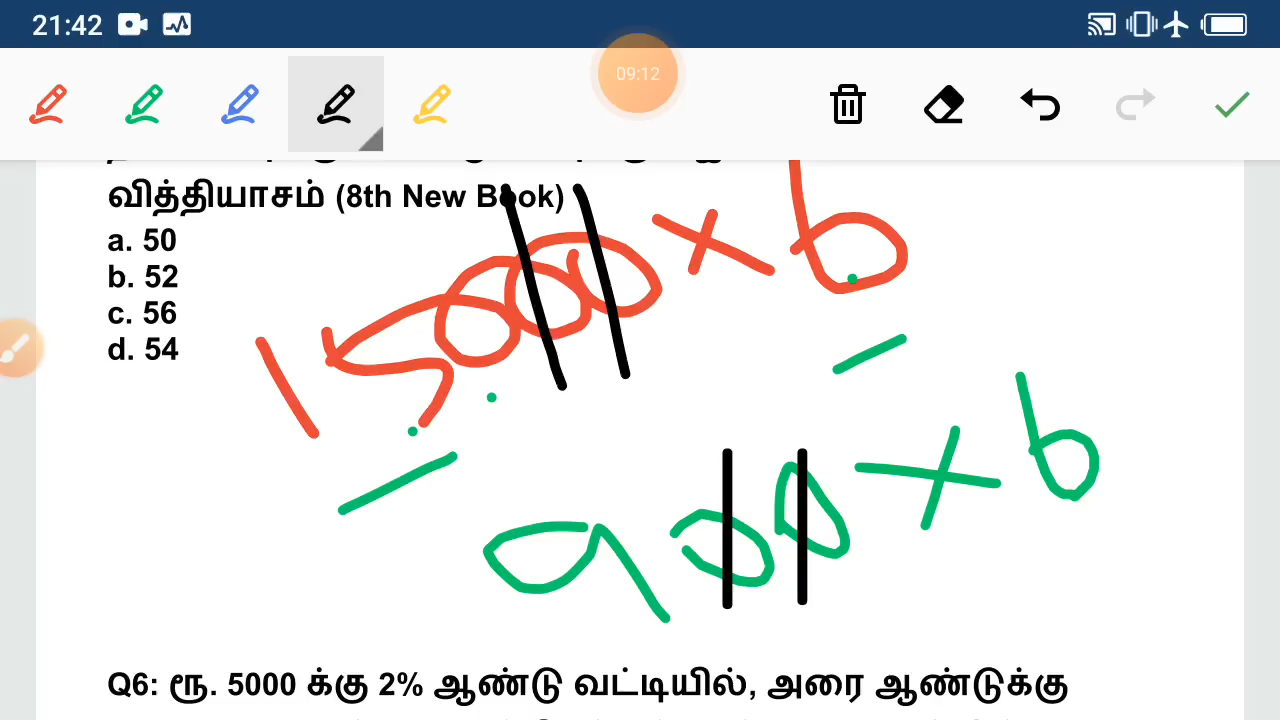 21:42
09:12
வித்தியாசம் (8th New Book)
a. 50
b. 52
c. 56
d. 54
15000 × 6
900 × 6
Q6: ரூ. 5000 க்கு 2% ஆண்டு வட்டியில், அரை ஆண்டுக்கு